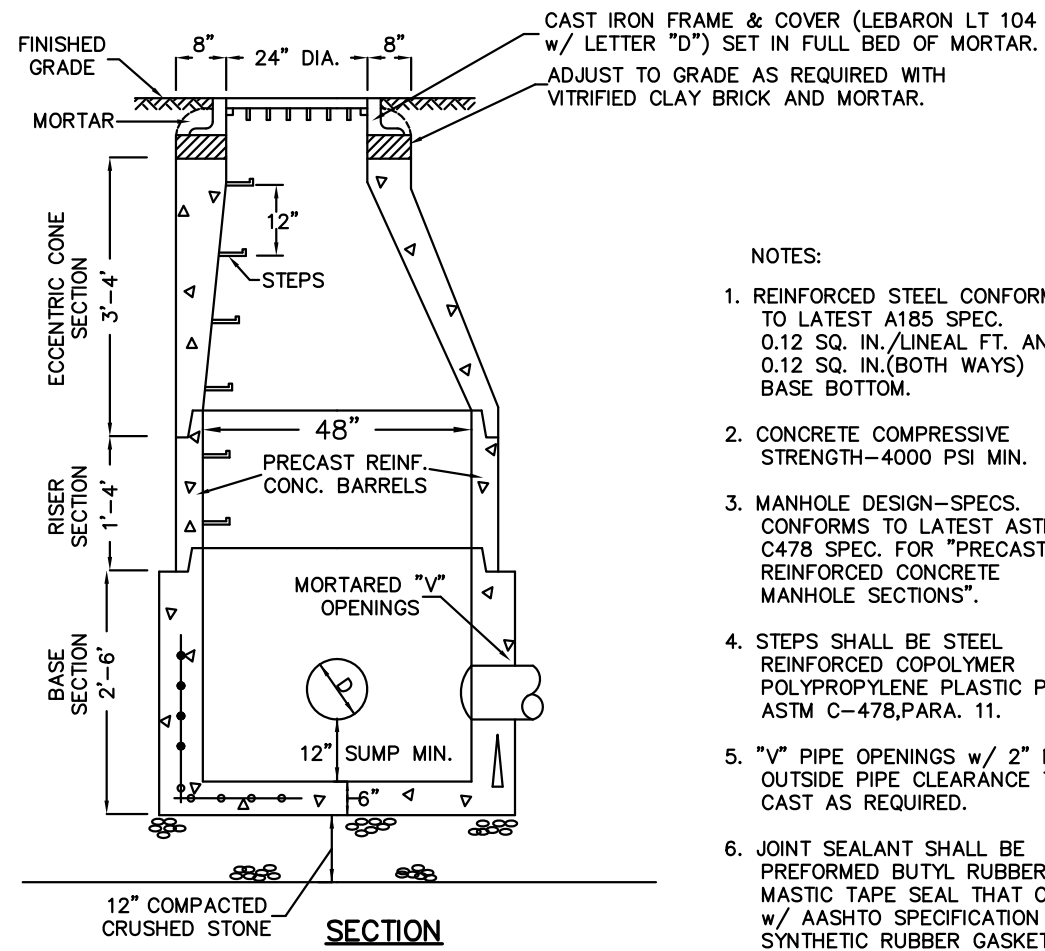 CAST IRON FRAME & COVER (LEBARON LT 104
w/ LETTER "D") SET IN FULL BED OF MORTAR.
ADJUST TO GRADE AS REQUIRED WITH
VITRIFIED CLAY BRICK AND MORTAR.
FINISHED
GRADE
8"
24" DIA.
8"
MORTAR
12"
STEPS
ECCENTRIC CONE
SECTION
3'-4'
48"
PRECAST REINF.
CONC. BARRELS
RISER
SECTION
1'-4'
MORTARED "V"
OPENINGS
BASE
SECTION
2'-6'
D
12" SUMP MIN.
6"
12" COMPACTED
CRUSHED STONE
SECTION
NOTES:
1. REINFORCED STEEL CONFORM
TO LATEST A185 SPEC.
0.12 SQ. IN./LINEAL FT. AN
0.12 SQ. IN.(BOTH WAYS)
BASE BOTTOM.
2. CONCRETE COMPRESSIVE
STRENGTH-4000 PSI MIN.
3. MANHOLE DESIGN-SPECS.
CONFORMS TO LATEST AST
C478 SPEC. FOR "PRECAST
REINFORCED CONCRETE
MANHOLE SECTIONS".
4. STEPS SHALL BE STEEL
REINFORCED COPOLYMER
POLYPROPYLENE PLASTIC P
ASTM C-478,PARA. 11.
5. "V" PIPE OPENINGS w/ 2"
OUTSIDE PIPE CLEARANCE
CAST AS REQUIRED.
6. JOINT SEALANT SHALL BE
PREFORMED BUTYL RUBBER
MASTIC TAPE SEAL THAT
w/ AASHTO SPECIFICATION
SYNTHETIC RUBBER GASKET